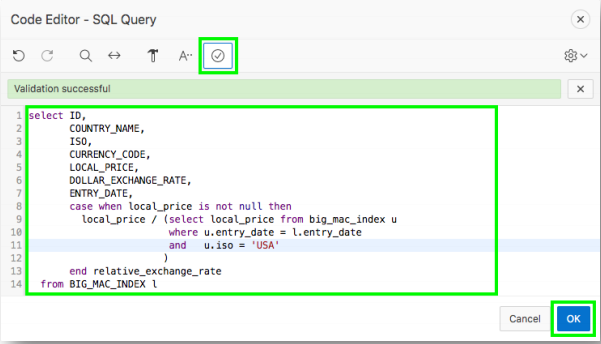 Code Editor - SQL Query
A··
Validation successful
1 select ID,
2 COUNTRY_NAME,
3 ISO,
4 CURRENCY_CODE,
5 LOCAL_PRICE,
6 DOLLAR_EXCHANGE_RATE,
7 ENTRY_DATE,
8 case when local_price is not null then
9 local_price / (select local_price from big_mac_index u
10 where u.entry_date = l.entry_date
11 and u.iso = 'USA'
12 )
13 end relative_exchange_rate
14 from BIG_MAC_INDEX l
Cancel OK